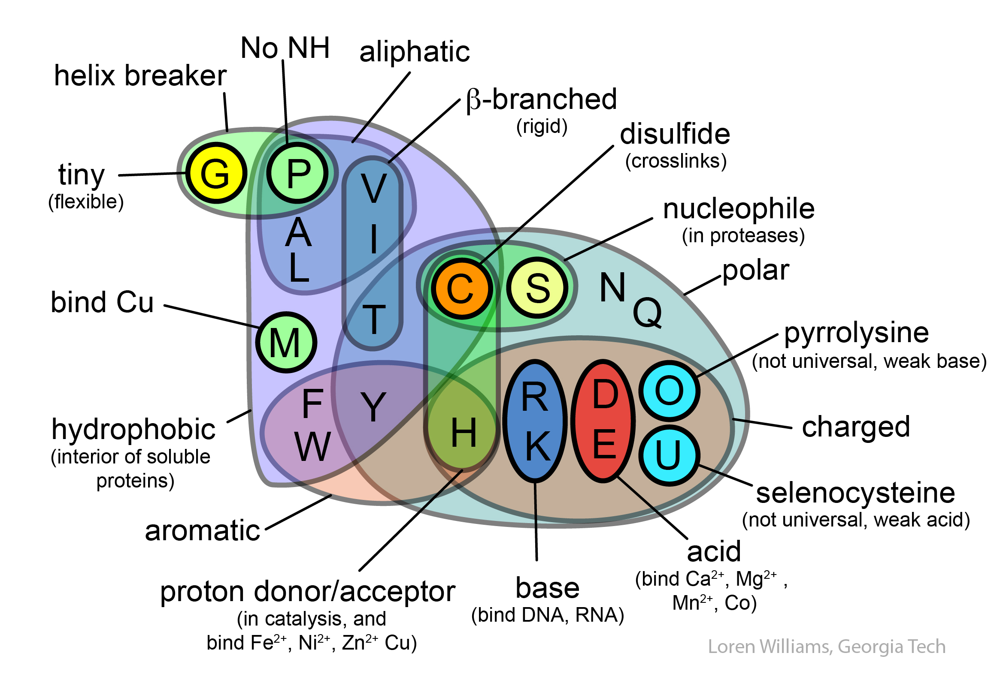 No NH
aliphatic
helix breaker
β-branched
(rigid)
disulfide
(crosslinks)
tiny
(flexible)
G
P
V
I
T
A
L
nucleophile
(in proteases)
polar
C
S
N
Q
bind Cu
M
pyrrolysine
(not universal, weak base)
F
W
Y
H
R
K
D
E
O
U
hydrophobic
(interior of soluble
proteins)
charged
selenocysteine
(not universal, weak acid)
aromatic
acid
(bind Ca²⁺, Mg²⁺ ,
Mn²⁺, Co)
proton donor/acceptor
(in catalysis, and
bind Fe²⁺, Ni²⁺, Zn²⁺ Cu)
base
(bind DNA, RNA)
Loren Williams, Georgia Tech